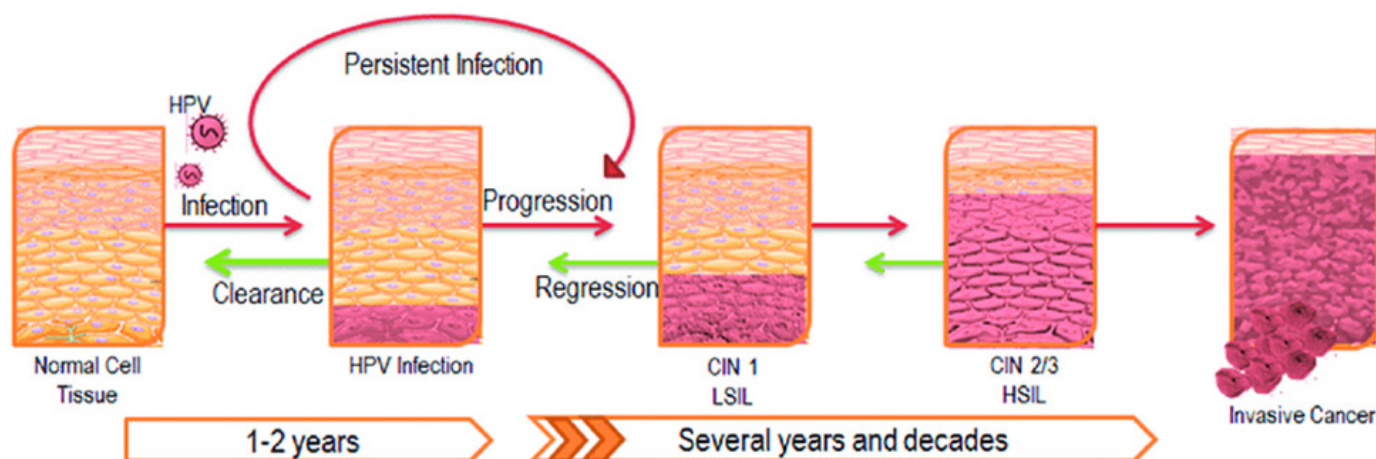 Persistent Infection
HPV
Infection
Progression
Clearance
Regression
Normal Cell
Tissue
HPV Infection
CIN 1
LSIL
CIN 2/3
HSIL
Invasive Cancer
1-2 years
Several years and decades